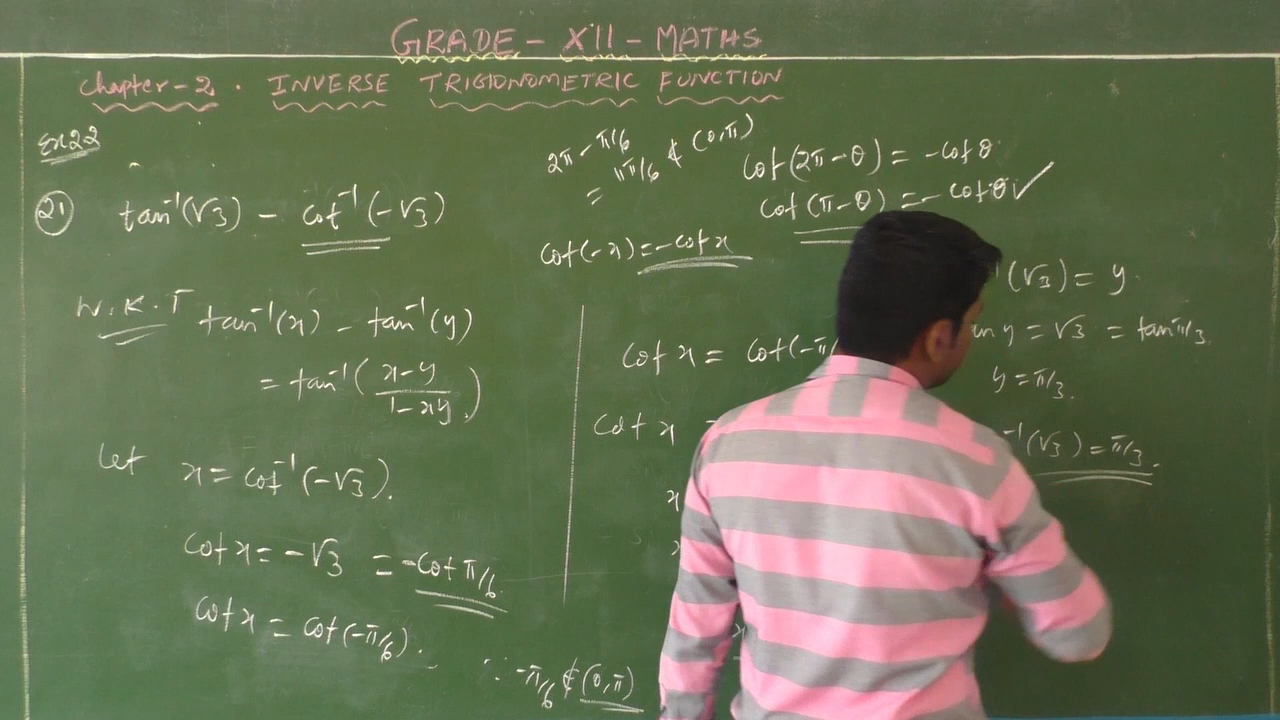 GRADE - XII - MATHS
Chapter-2. INVERSE TRIGIONOMETRIC FUNCTION
Ex 2.2
21 tan⁻¹(√3) - cot⁻¹(-√3)
W.K.T tan⁻¹(x) - tan⁻¹(y)
= tan⁻¹(x-y/1-xy)
Let x = cot⁻¹(-√3).
cot x = -√3 = -cot π/6.
cot x = cot(-π/6).
∵ -π/6 ∉ (0,π)
2π - π/6
= 11π/6 ∉ (0,π)
cot(2π-θ) = -cot θ
cot(π-θ) = -cot θ ✓
cot(-x) = -cot x
cot x = cot(-π/
cot x
x
x
x
⁻¹(√3) = y
an y = √3 = tan π/3.
y = π/3.
⁻¹(√3) = π/3.